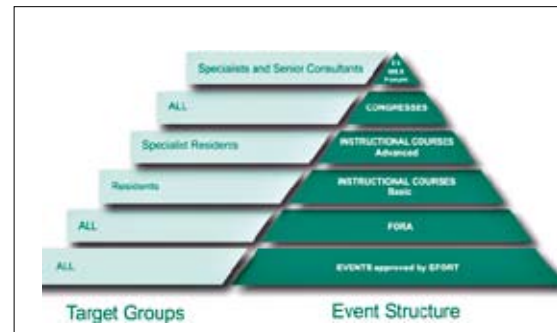 Specialists and Senior Consultants
Forum
ALL
CONGRESSES
Specialist Residents
INSTRUCTIONAL COURSES
Advanced
Residents
INSTRUCTIONAL COURSES
Basic
ALL
FORA
ALL
EVENTS approved by EFORT
Target Groups
Event Structure